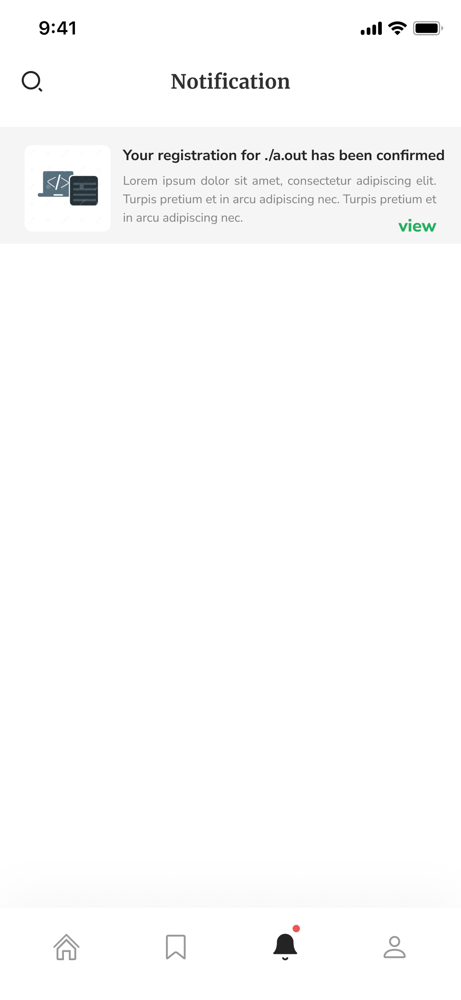 9:41
Notification
Your registration for ./a.out has been confirmed
Lorem ipsum dolor sit amet, consectetur adipiscing elit.
Turpis pretium et in arcu adipiscing nec. Turpis pretium et
in arcu adipiscing nec.
view